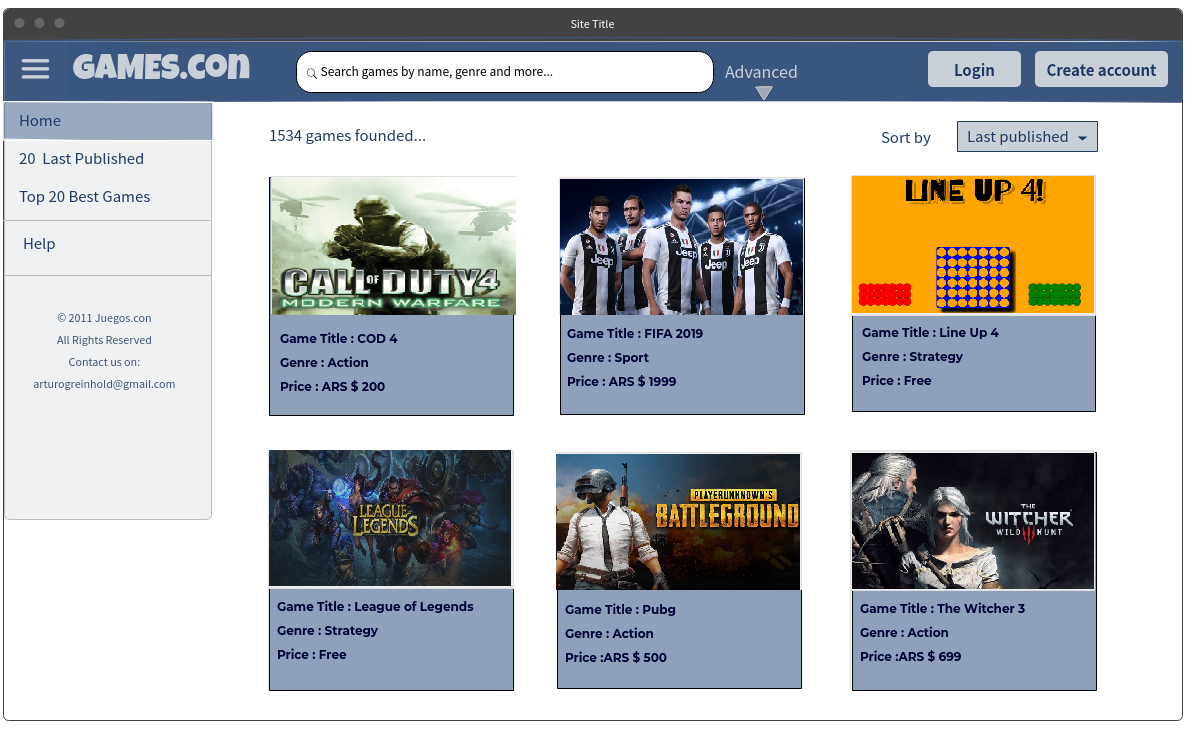 Site Title
GAMES.con
Search games by name, genre and more...
Advanced
Login
Create account
Home
20 Last Published
Top 20 Best Games
Help
© 2011 Juegos.con
All Rights Reserved
Contact us on:
arturogreinhold@gmail.com
1534 games founded...
Sort by
Last published
CALL OF DUTY 4
MODERN WARFARE
Game Title : COD 4
Genre : Action
Price : ARS $ 200
Jeep
Jeep
Jeep
Jeep
Jeep
Game Title : FIFA 2019
Genre : Sport
Price : ARS $ 1999
LINE UP 4!
Game Title : Line Up 4
Genre : Strategy
Price : Free
LEAGUE
of
LEGENDS
Game Title : League of Legends
Genre : Strategy
Price : Free
PLAYERUNKNOWN'S
BATTLEGROUND
Game Title : Pubg
Genre : Action
Price :ARS $ 500
THE
WITCHER
WILD HUNT
Game Title : The Witcher 3
Genre : Action
Price :ARS $ 699